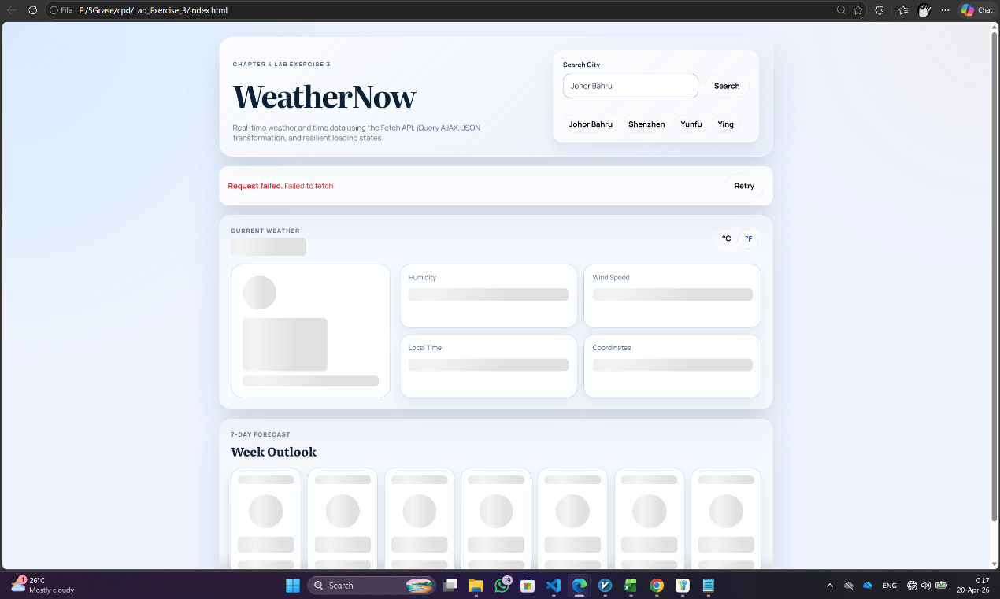 File F:/5Gcase/cpd/Lab_Exercise_3/index.html
Chat
CHAPTER 4 LAB EXERCISE 3
WeatherNow
Real-time weather and time data using the Fetch API, jQuery AJAX, JSON
transformation, and resilient loading states.
Search City
Johor Bahru
Search
Johor Bahru Shenzhen Yunfu Ying
Request failed. Failed to fetch
Retry
CURRENT WEATHER
°C °F
Humidity
Wind Speed
Local Time
Coordinates
7-DAY FORECAST
Week Outlook
1
26°C
Mostly cloudy
Search
19
ENG
0:17
20-Apr-26